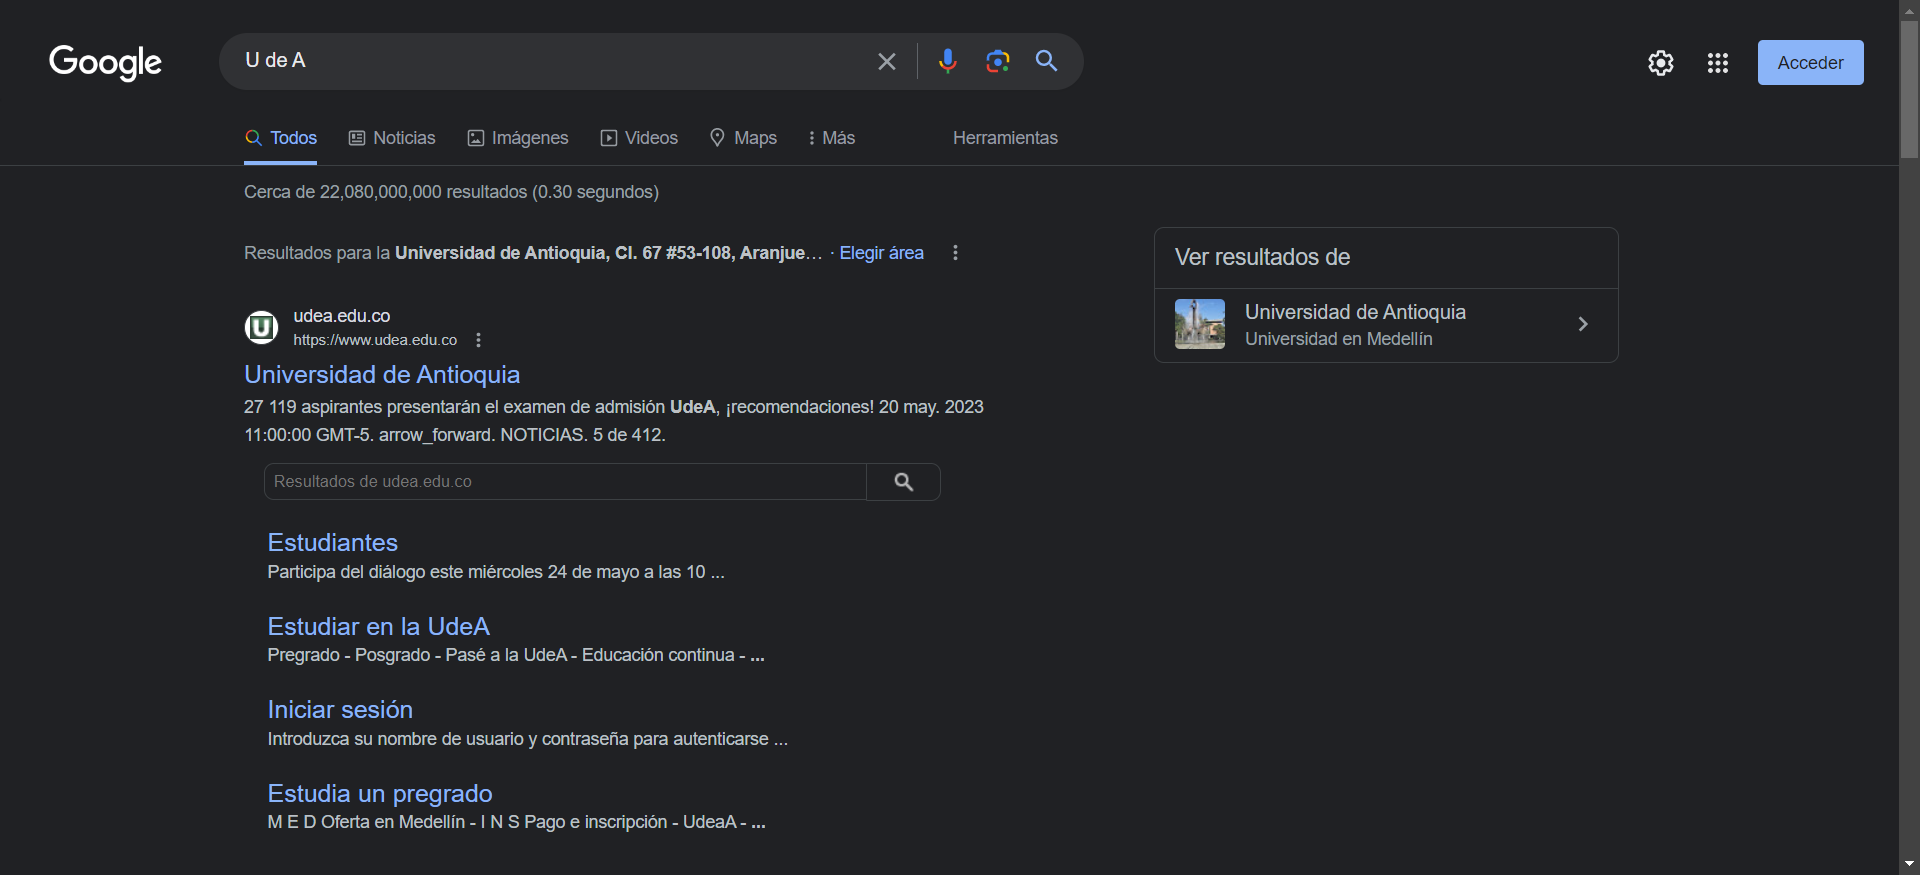 Google
U de A
Acceder
Todos
Noticias
Imágenes
Videos
Maps
Más
Herramientas
Cerca de 22,080,000,000 resultados (0.30 segundos)
Resultados para la Universidad de Antioquia, Cl. 67 #53-108, Aranjue… · Elegir área
udea.edu.co
https://www.udea.edu.co
Universidad de Antioquia
27 119 aspirantes presentarán el examen de admisión UdeA, ¡recomendaciones! 20 may. 2023
11:00:00 GMT-5. arrow_forward. NOTICIAS. 5 de 412.
Resultados de udea.edu.co
Estudiantes
Participa del diálogo este miércoles 24 de mayo a las 10 ...
Estudiar en la UdeA
Pregrado - Posgrado - Pasé a la UdeA - Educación continua - ...
Iniciar sesión
Introduzca su nombre de usuario y contraseña para autenticarse ...
Estudia un pregrado
M E D Oferta en Medellín - I N S Pago e inscripción - UdeaA - ...
Ver resultados de
Universidad de Antioquia
Universidad en Medellín